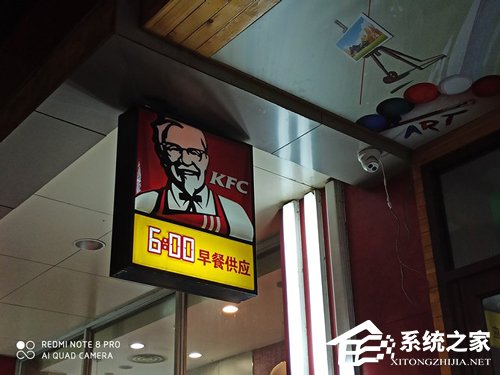 ART
KFC
6:00 早餐供应
REDMI NOTE 8 PRO
AI QUAD CAMERA
系统之家
XITONGZHIJIA.NET